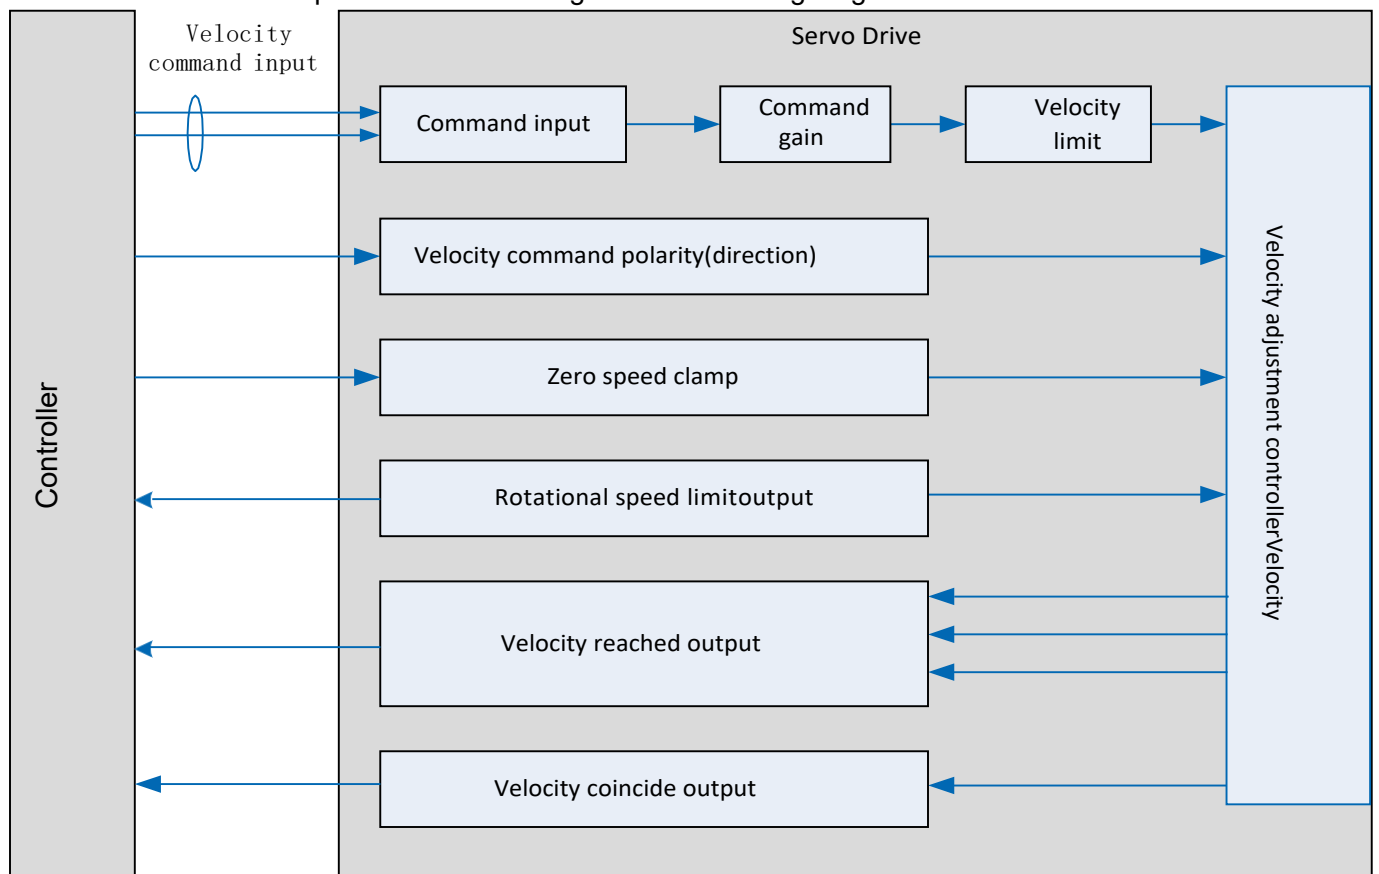 Servo Drive
Velocity
command input
Command input
Command
gain
Velocity
limit
Velocity command polarity(direction)
Zero speed clamp
Rotational speed limitoutput
Velocity reached output
Velocity coincide output
Controller
Velocity adjustment controllerVelocity